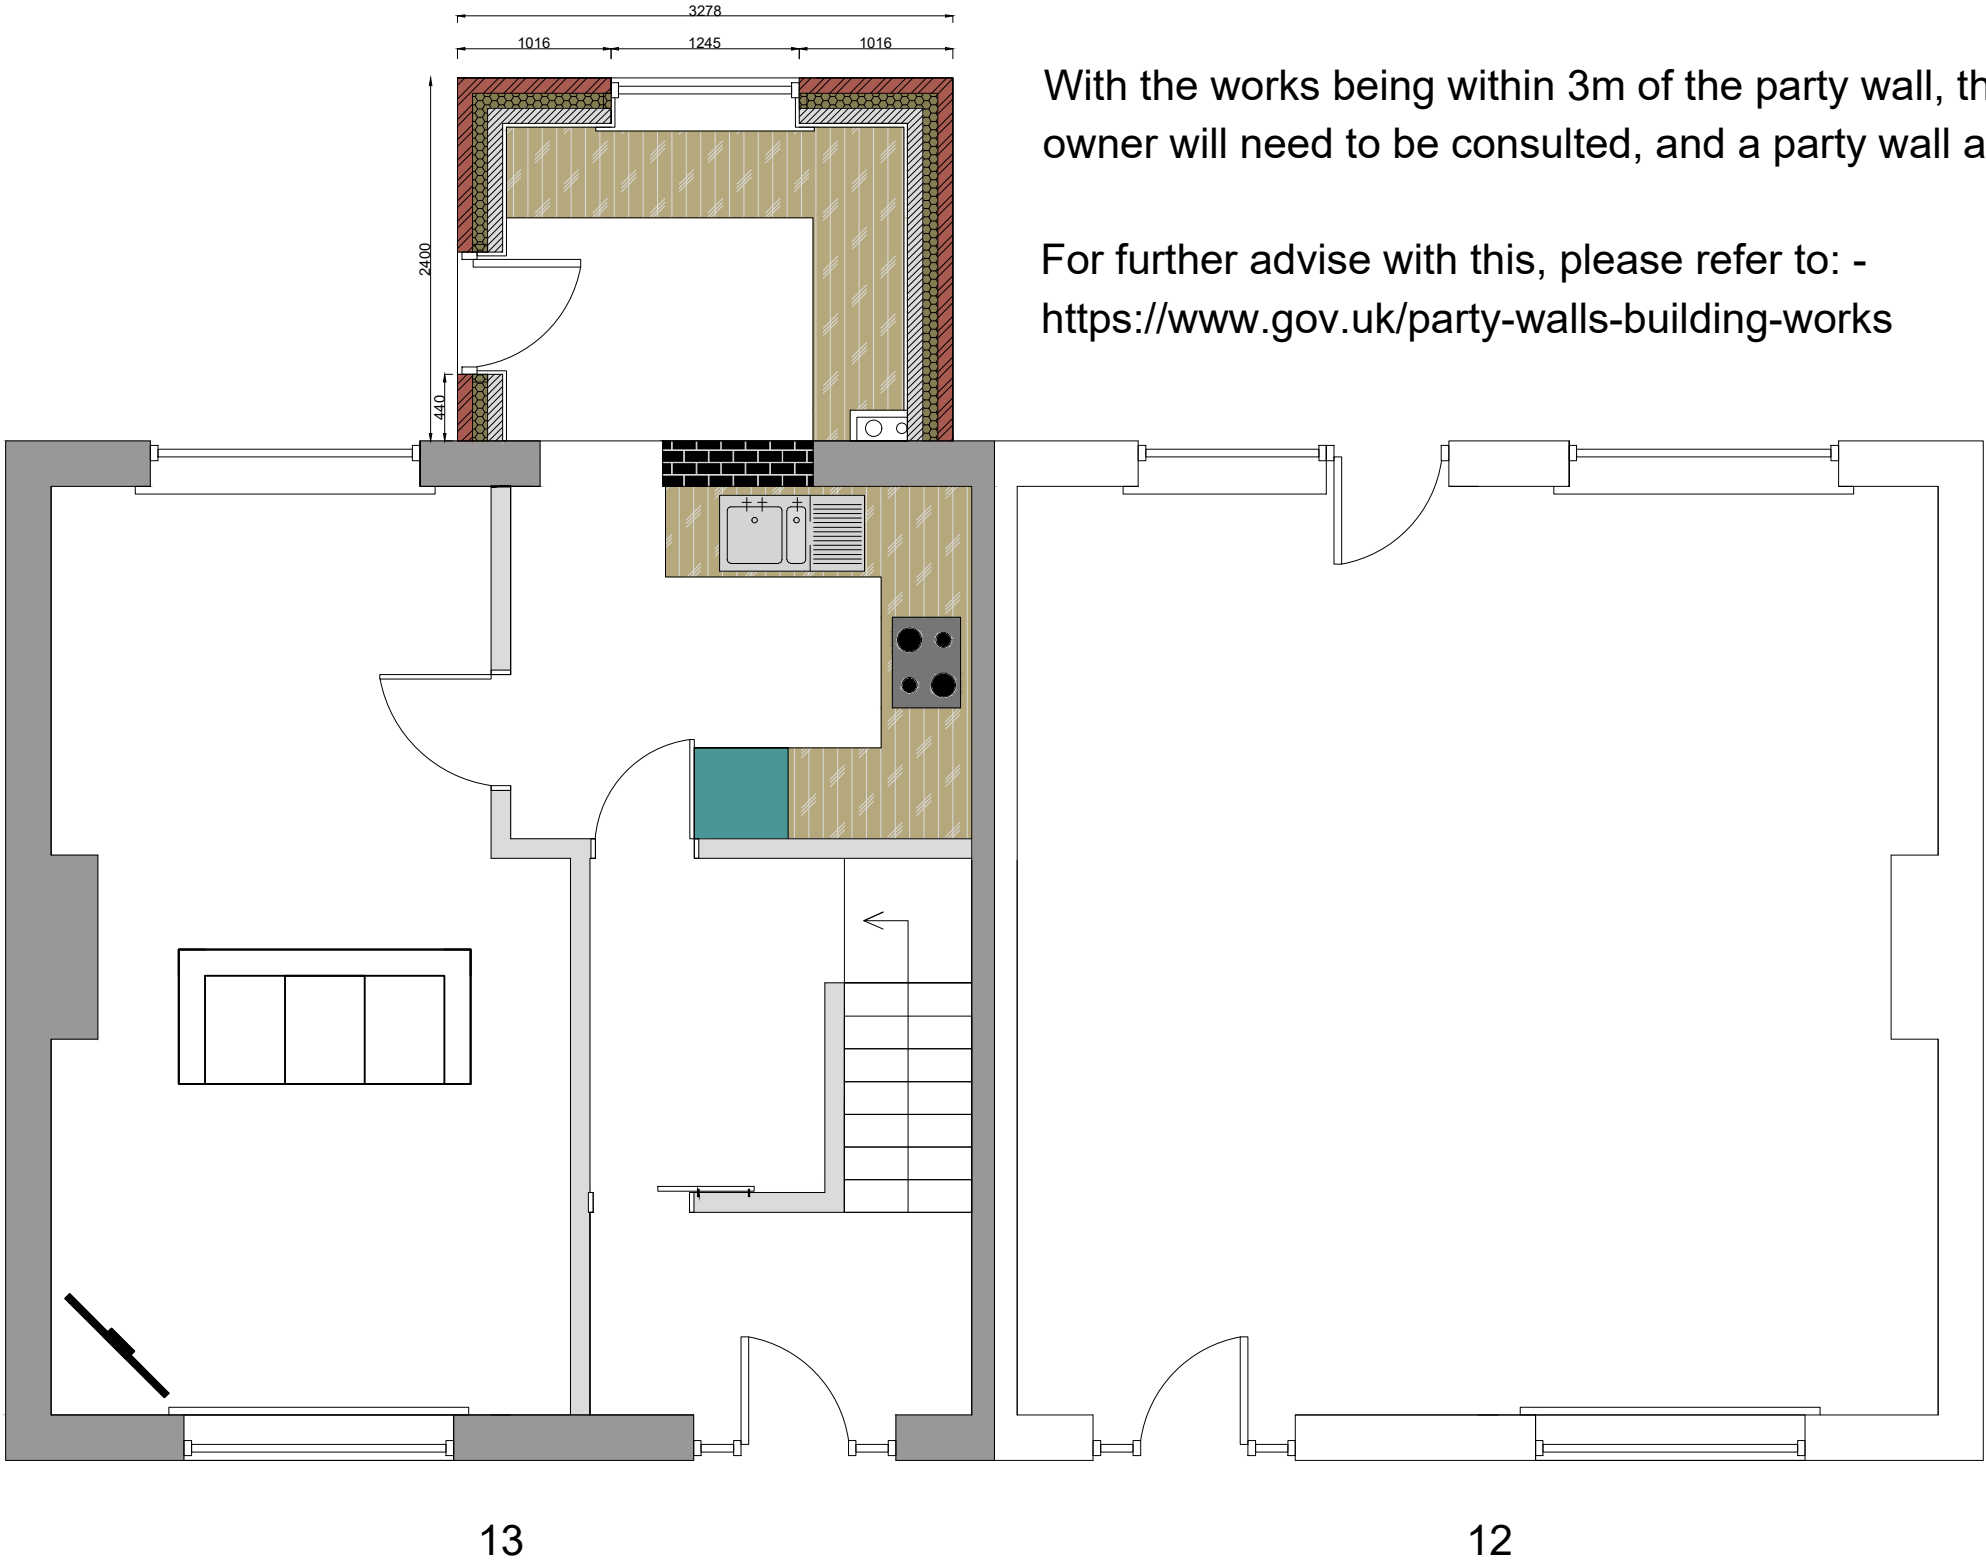 3278
1016 1245 1016
With the works being within 3m of the party wall,
owner will need to be consulted, and a party wall
For further advise with this, please refer to: -
https://www.gov.uk/party-walls-building-works
2400
440
13 12